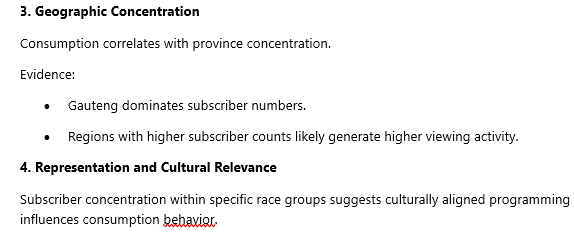 3. Geographic Concentration
Consumption correlates with province concentration.
Evidence:
• Gauteng dominates subscriber numbers.
• Regions with higher subscriber counts likely generate higher viewing activity.
4. Representation and Cultural Relevance
Subscriber concentration within specific race groups suggests culturally aligned programming
influences consumption behavior.